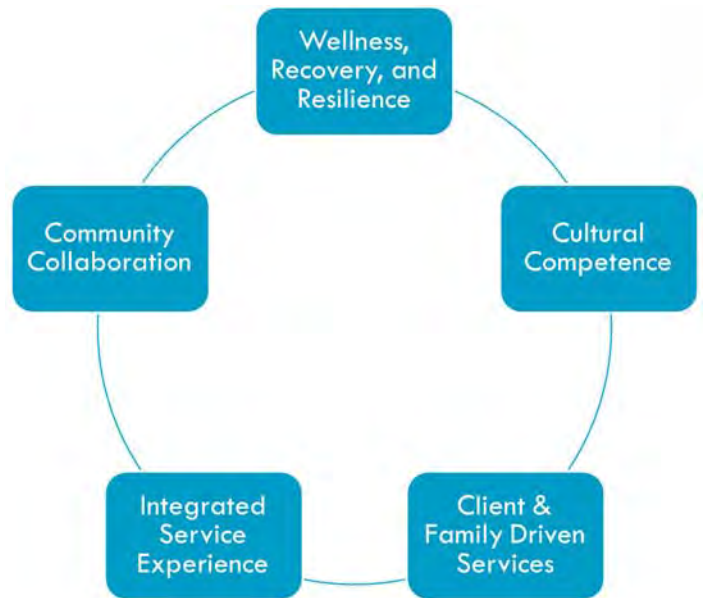 Wellness,
Recovery, and
Resilience
Community
Collaboration
Cultural
Competence
Integrated
Service
Experience
Client &
Family Driven
Services